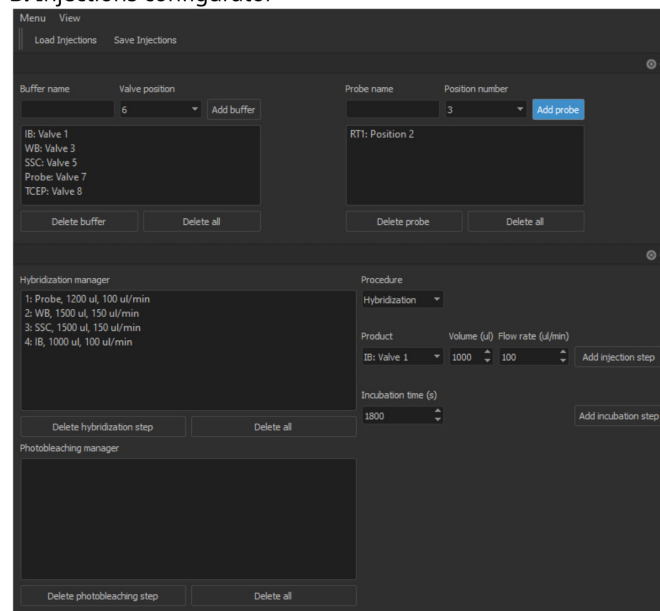 B. Injections configurator
Menu View
Load Injections Save Injections
Buffer name Valve position Probe name Position number
6 Add buffer 3 Add probe
IB: Valve 1
WB: Valve 3
SSC: Valve 5
Probe: Valve 7
TCEP: Valve 8
RT1: Position 2
Delete buffer Delete all Delete probe Delete all
Hybridization manager Procedure
1: Probe, 1200 ul, 100 ul/min
2: WB, 1500 ul, 150 ul/min
3: SSC, 1500 ul, 150 ul/min
4: IB, 1000 ul, 100 ul/min
Hybridization
Product Volume (ul) Flow rate (ul/min)
IB: Valve 1 1000 100 Add injection step
Incubation time (s)
1800 Add incubation step
Delete hybridization step Delete all
Photobleaching manager
Delete photobleaching step Delete all